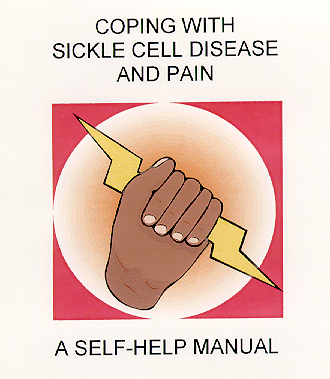 COPING WITH
SICKLE CELL DISEASE
AND PAIN
A SELF-HELP MANUAL